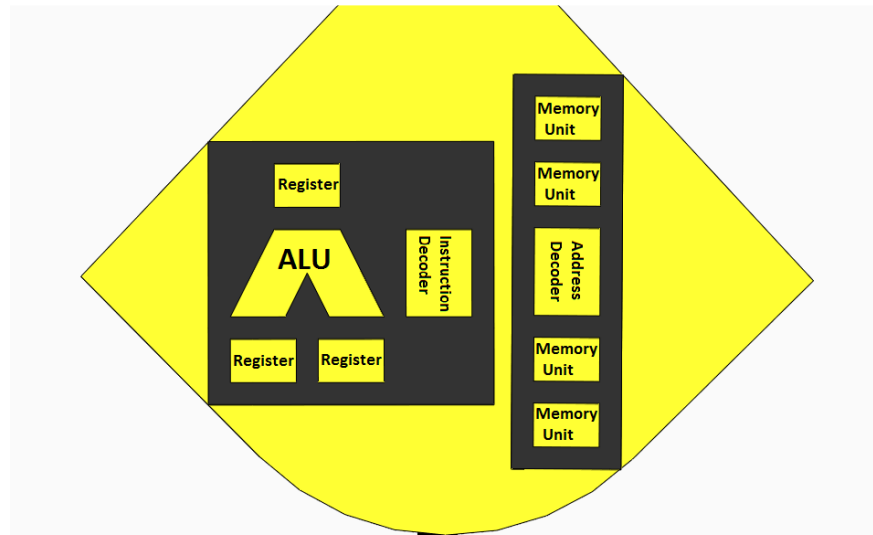 Register
ALU
Instruction
Decoder
Register
Register
Memory
Unit
Memory
Unit
Address
Decoder
Memory
Unit
Memory
Unit